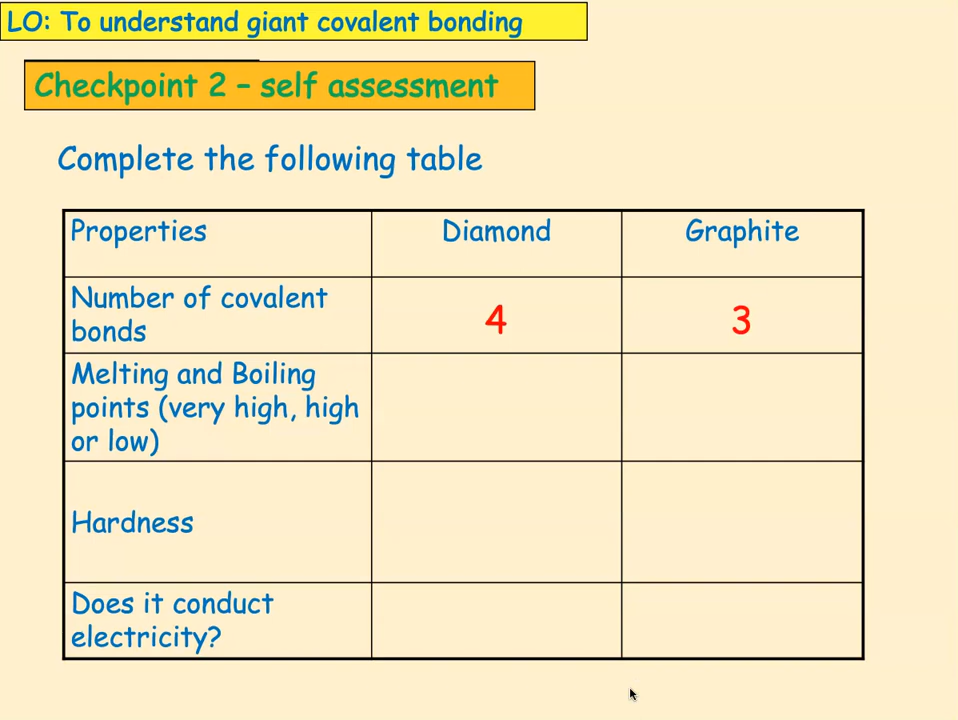 LO: To understand giant covalent bonding
Checkpoint 2 – self assessment
Complete the following table
Properties Diamond Graphite
Number of covalent
bonds 4 3
Melting and Boiling
points (very high, high
or low)
Hardness
Does it conduct
electricity?